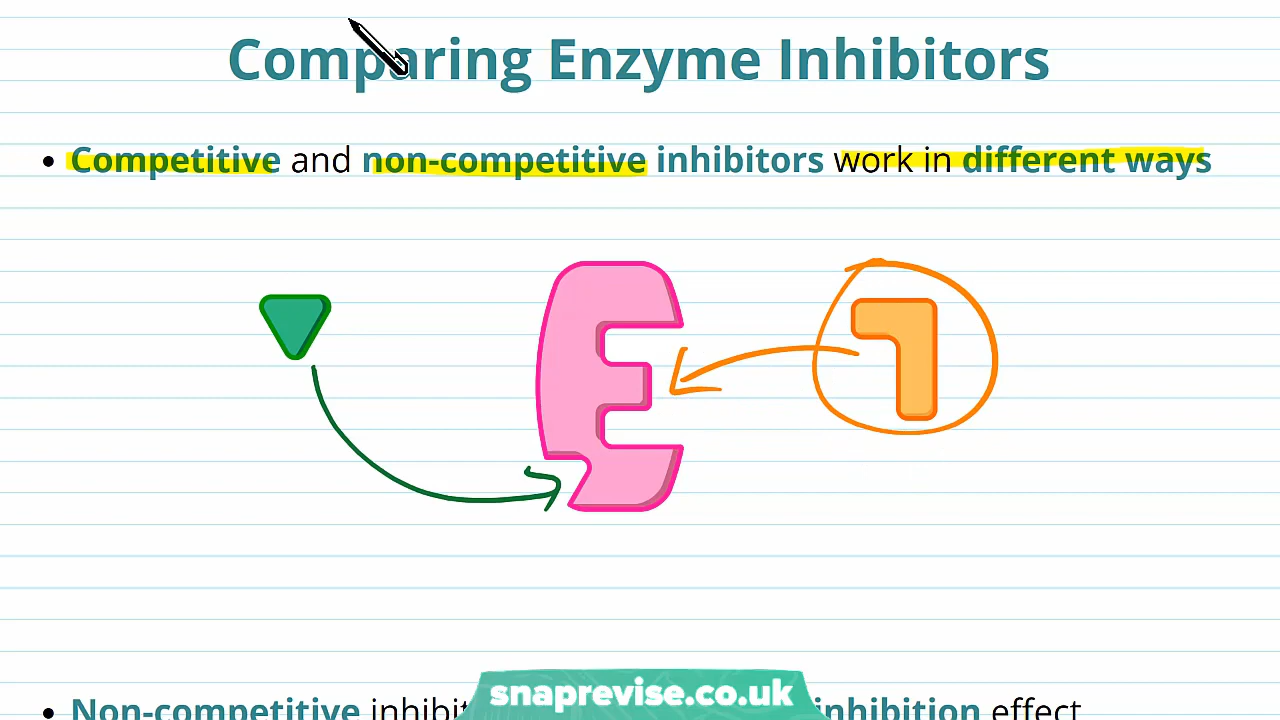 Comparing Enzyme Inhibitors
• Competitive and non-competitive inhibitors work in different ways
• Non-competitive inhibition effect
snaprevise.co.uk